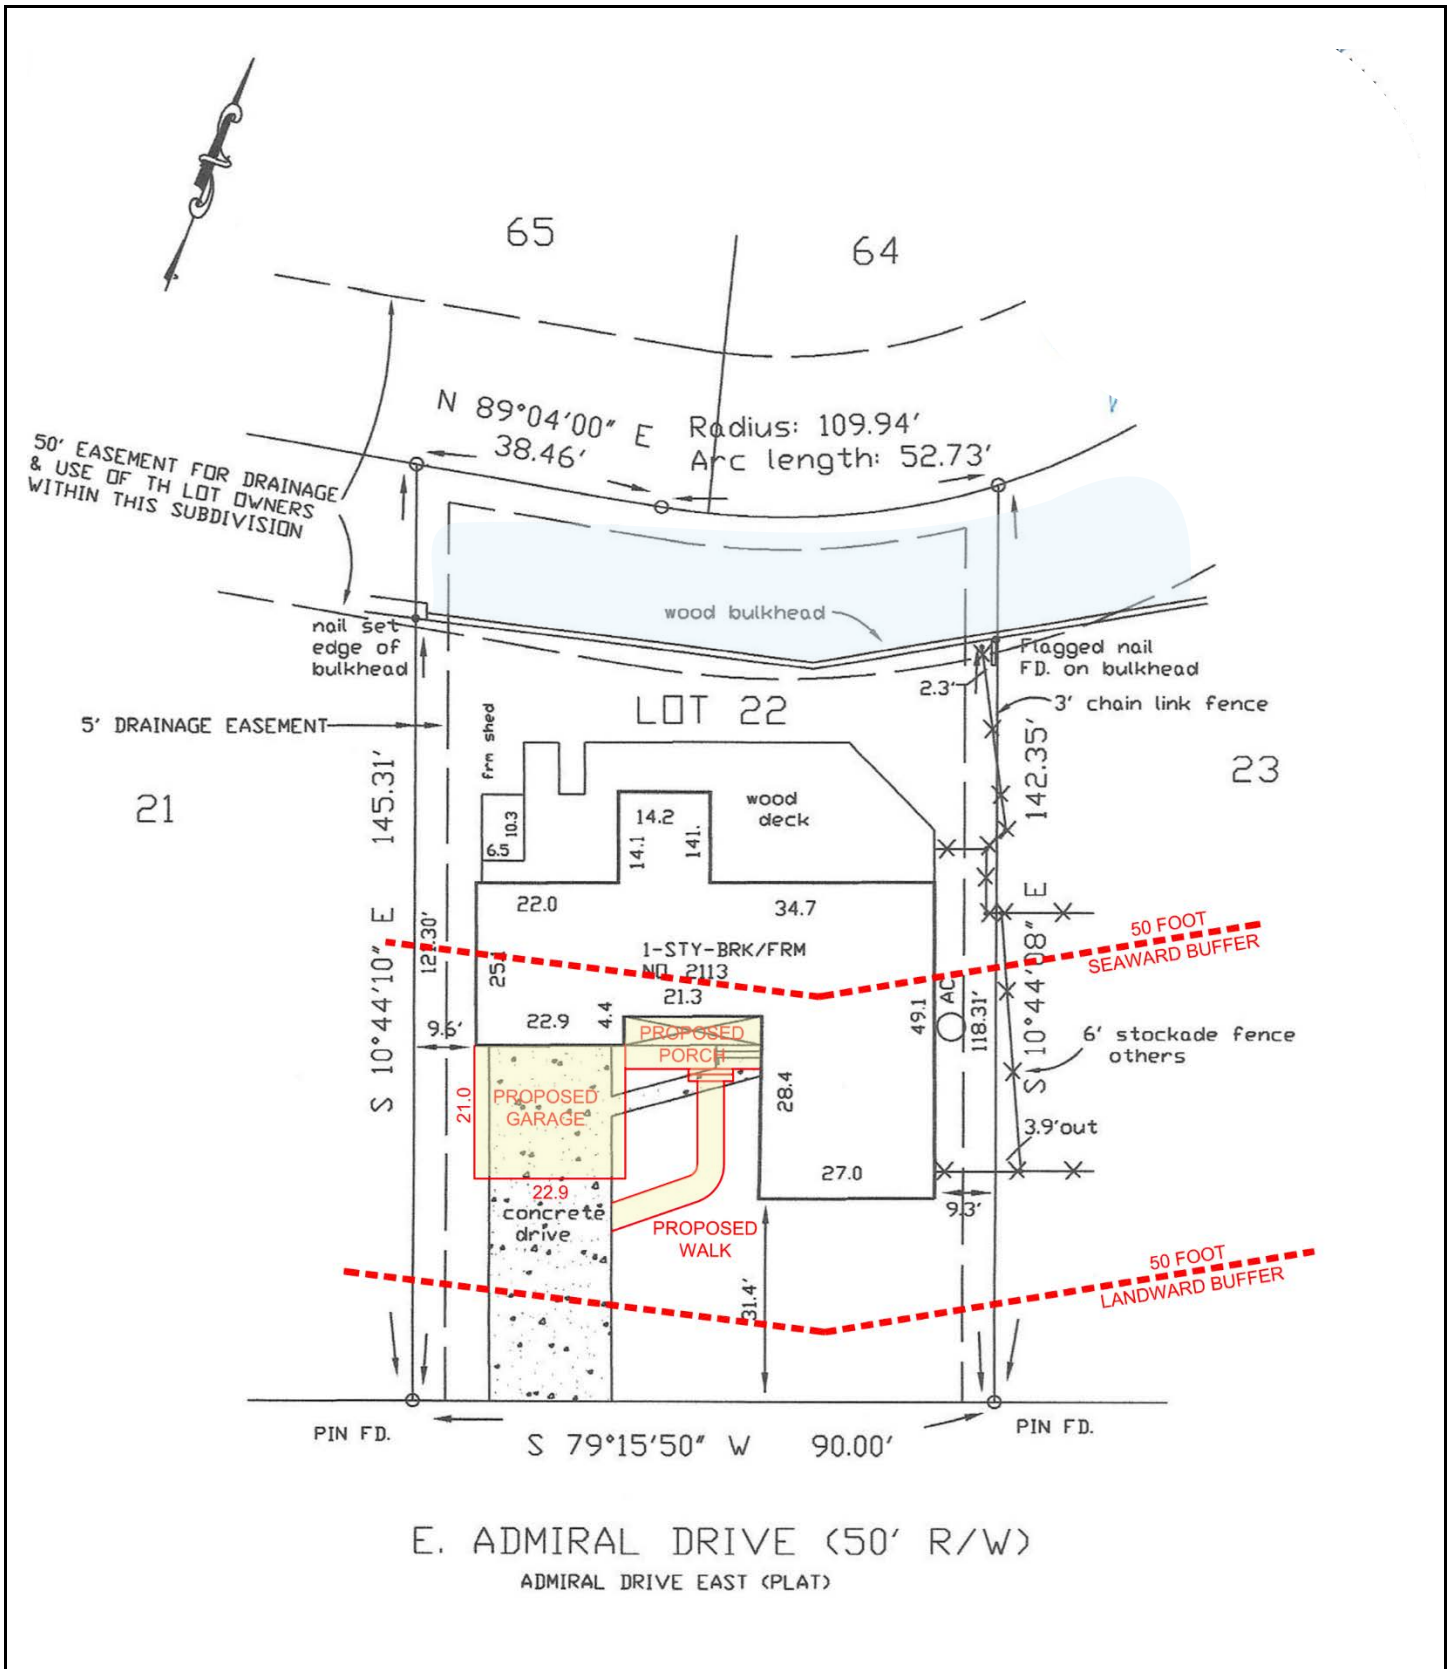 65
64
N 89°04'00" E
38.46'
Radius: 109.94'
Arc length: 52.73'
50' EASEMENT FOR DRAINAGE
& USE OF TH LOT OWNERS
WITHIN THIS SUBDIVISION
wood bulkhead
nail set
edge of
bulkhead
Flagged nail
FD. on bulkhead
2.3'
3' chain link fence
LOT 22
5' DRAINAGE EASEMENT
frm shed
21
23
S 10°44'10" E 145.31'
S 10°44'08" E 142.35'
wood
deck
10.3
6.5
14.2
14.1
141.
22.0
34.7
121.30'
50 FOOT
SEAWARD BUFFER
1-STY-BRK/FRM
NO. 2113
21.3
22.9
4.4
49.1
AC
118.31'
9.6'
6' stockade fence
others
PROPOSED
PORCH
PROPOSED
GARAGE
21.0
22.9
28.4
3.9'out
27.0
9.3'
concrete
drive
PROPOSED
WALK
50 FOOT
LANDWARD BUFFER
31.4'
PIN FD.
PIN FD.
S 79°15'50" W 90.00'
E. ADMIRAL DRIVE (50' R/W)
ADMIRAL DRIVE EAST (PLAT)